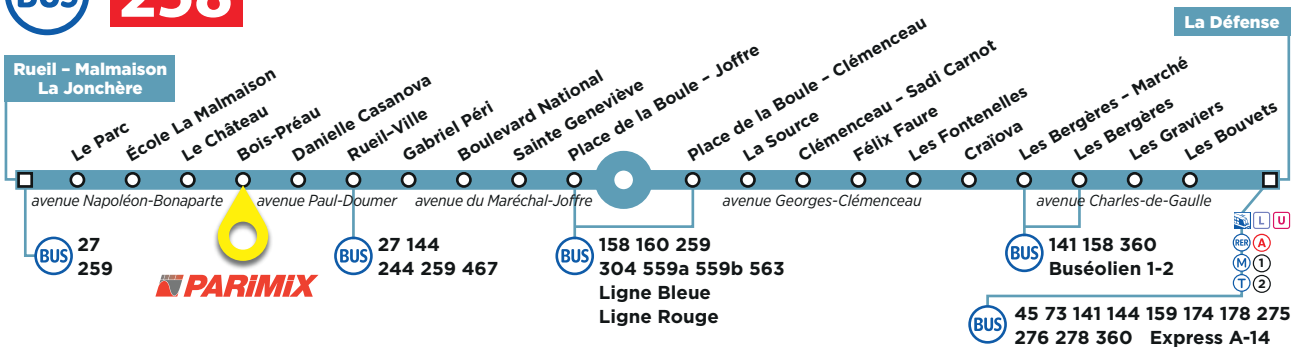 BUS 258
La Défense
Rueil – Malmaison
La Jonchère
Le Parc
École La Malmaison
Le Château
Bois-Préau
Danielle Casanova
Rueil-Ville
Gabriel Péri
Boulevard National
Sainte Geneviève
Place de la Boule – Joffre
Place de la Boule – Clémenceau
La Source
Clémenceau – Sadi Carnot
Félix Faure
Les Fontenelles
Craïova
Les Bergères – Marché
Les Bergères
Les Graviers
Les Bouvets
avenue Napoléon-Bonaparte
avenue Paul-Doumer
avenue du Maréchal-Joffre
avenue Georges-Clémenceau
avenue Charles-de-Gaulle
BUS
27
259
PARiMiX
BUS
27 144
244 259 467
BUS
158 160 259
304 559a 559b 563
Ligne Bleue
Ligne Rouge
BUS
141 158 360
Buséolien 1-2
L U
RER A
M 1
T 2
BUS
45 73 141 144 159 174 178 275
276 278 360 Express A-14